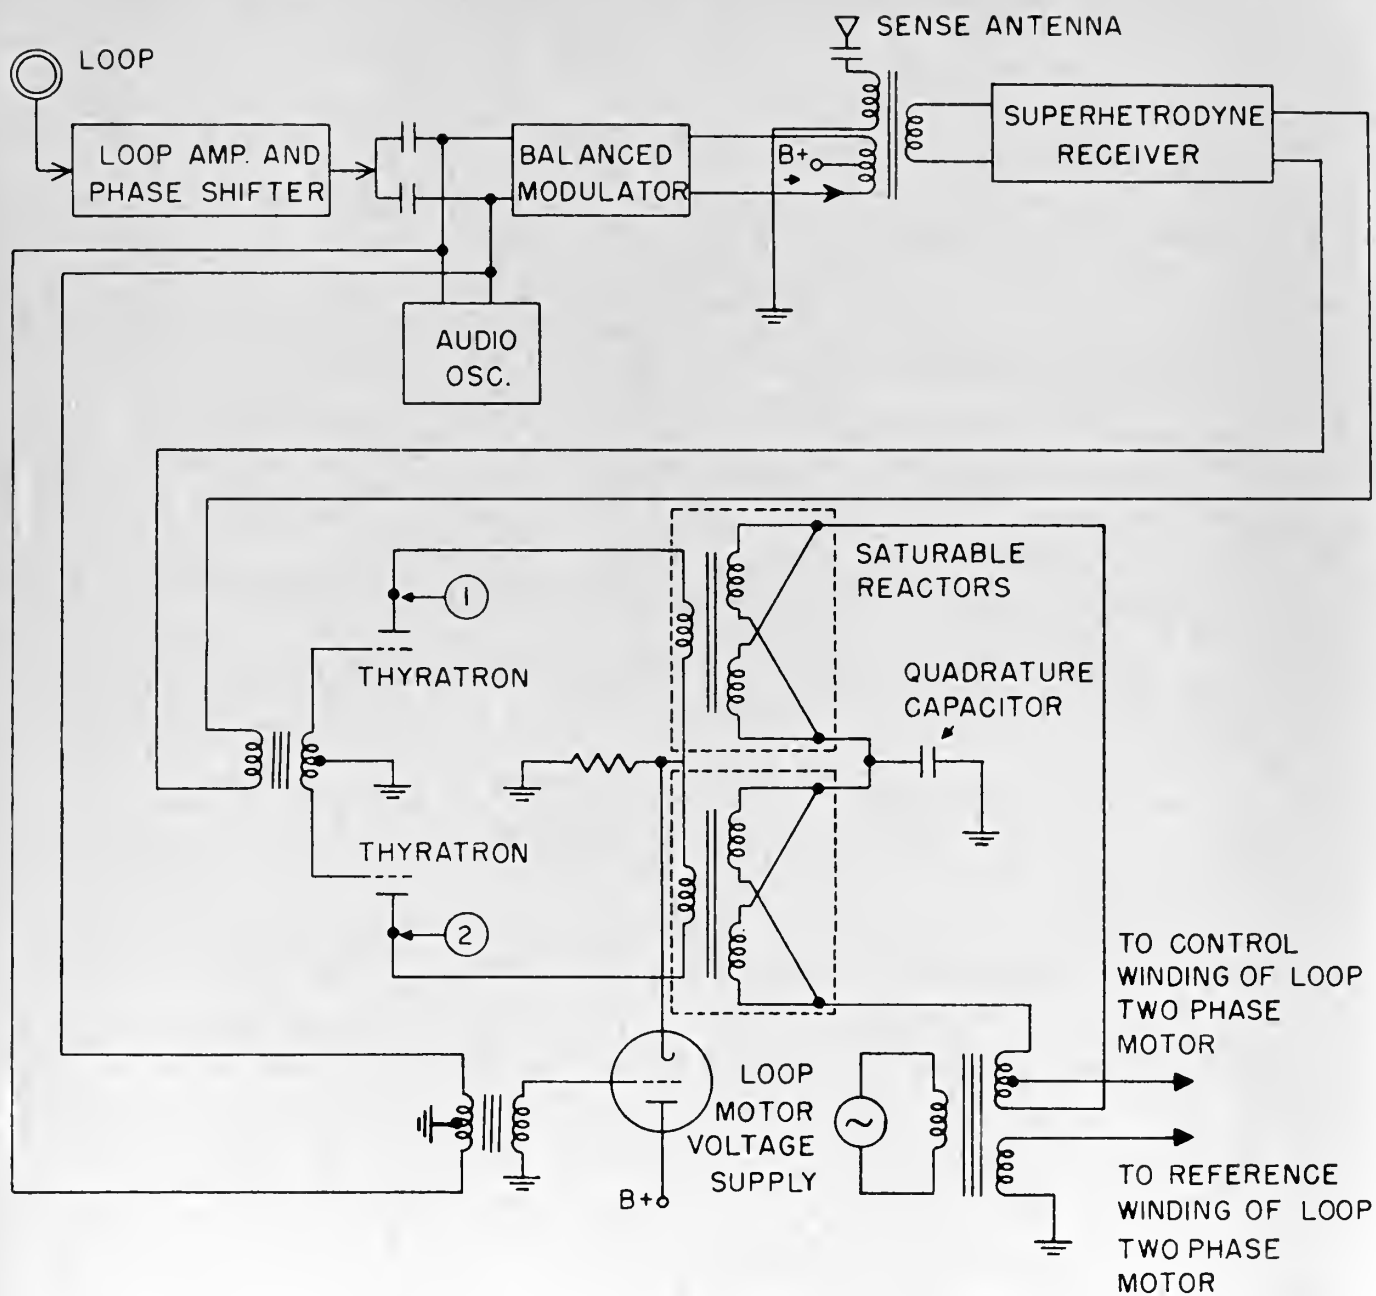 LOOP
SENSE ANTENNA
LOOP AMP. AND
PHASE SHIFTER
BALANCED
MODULATOR
B+
SUPERHETRODYNE
RECEIVER
AUDIO
OSC.
SATURABLE
REACTORS
1
THYRATRON
QUADRATURE
CAPACITOR
THYRATRON
2
TO CONTROL
WINDING OF LOOP
TWO PHASE
MOTOR
LOOP
MOTOR
VOLTAGE
SUPPLY
B+
TO REFERENCE
WINDING OF LOOP
TWO PHASE
MOTOR